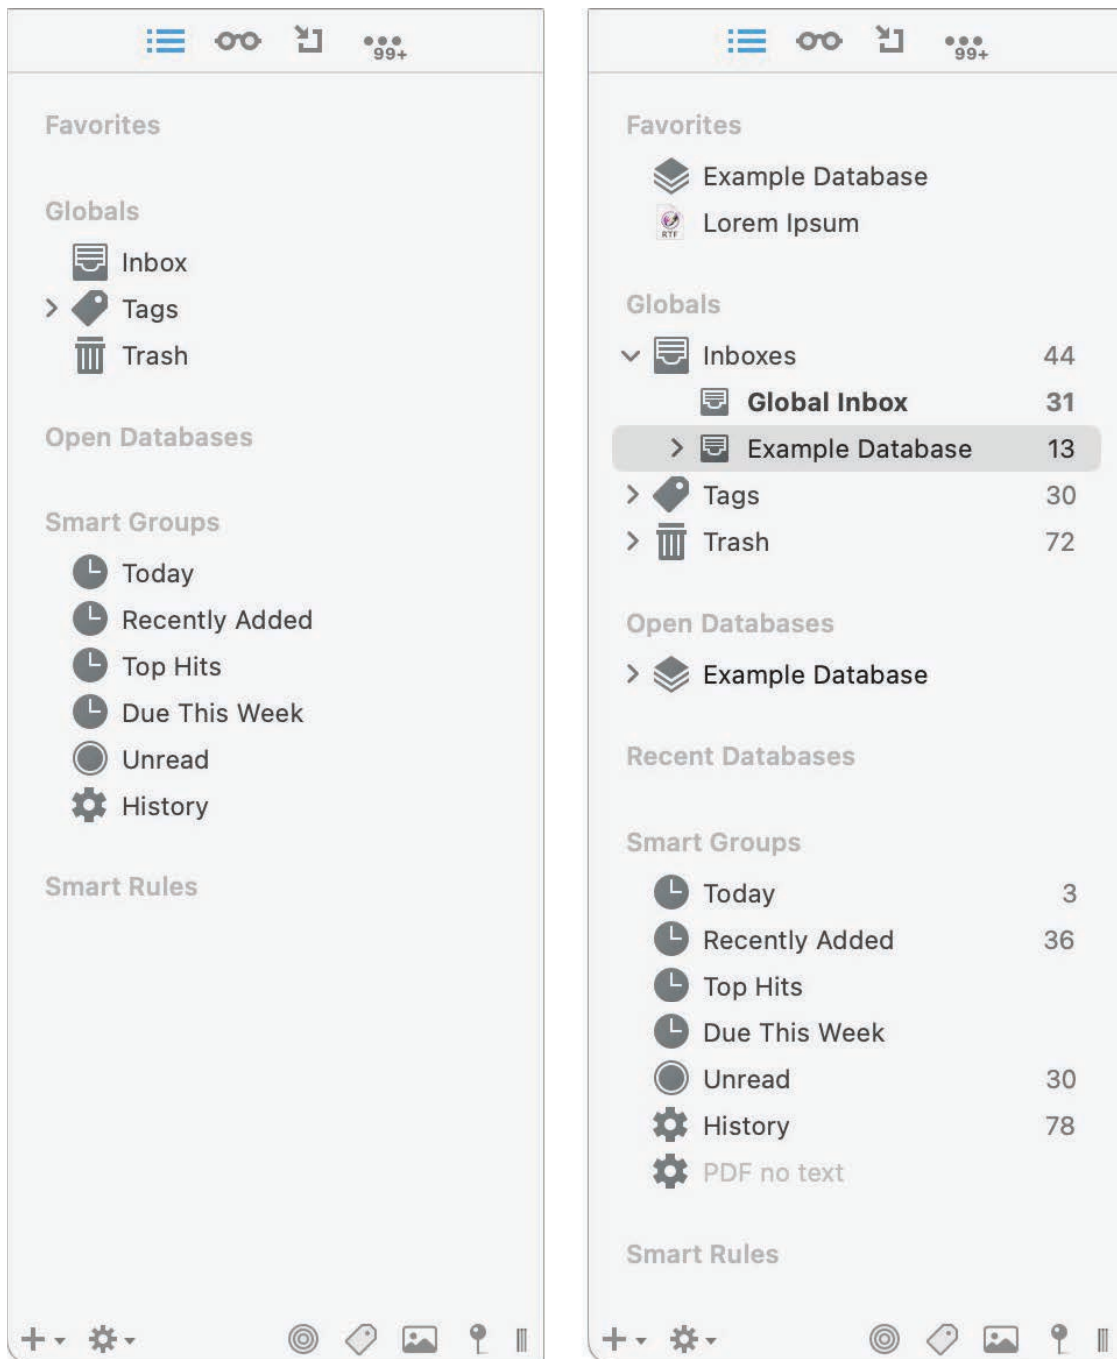 99+
Favorites
Globals
Inbox
Tags
Trash
Open Databases
Smart Groups
Today
Recently Added
Top Hits
Due This Week
Unread
History
Smart Rules
99+
Favorites
Example Database
RTF
Lorem Ipsum
Globals
Inboxes 44
Global Inbox 31
Example Database 13
Tags 30
Trash 72
Open Databases
Example Database
Recent Databases
Smart Groups
Today 3
Recently Added 36
Top Hits
Due This Week
Unread 30
History 78
PDF no text
Smart Rules